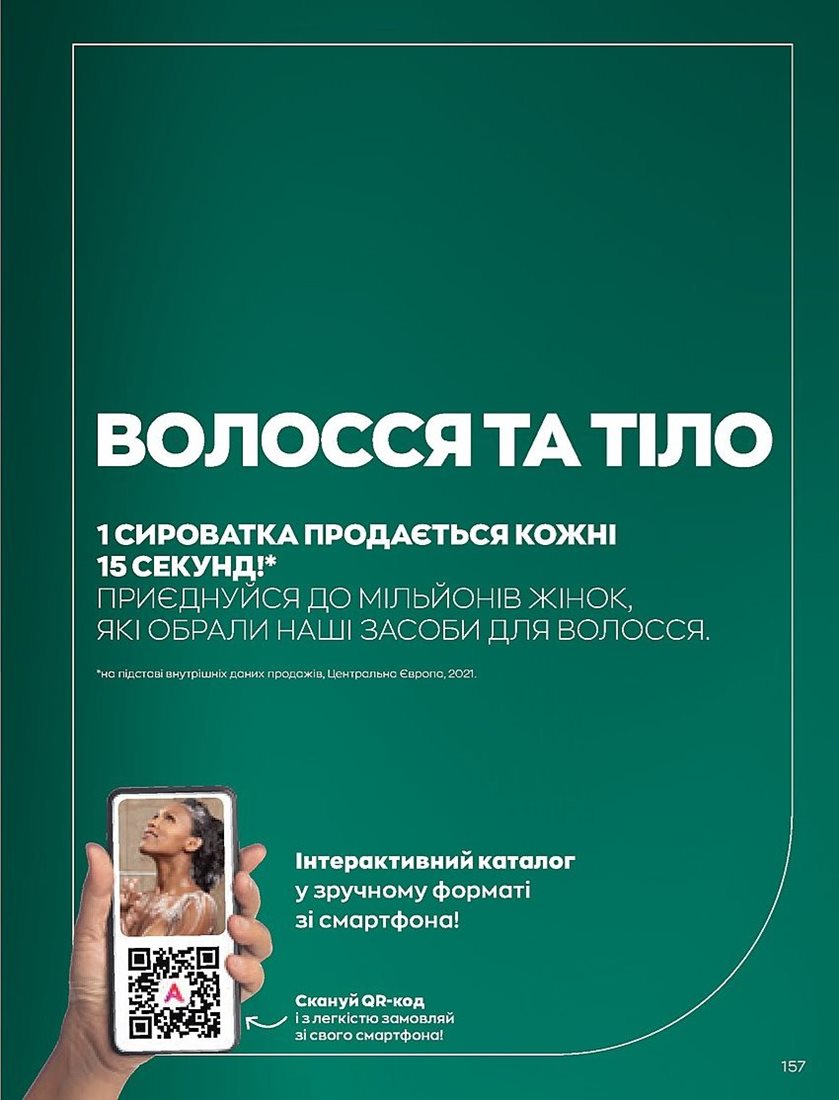 ВОЛОССЯ ТА ТІЛО
1 СИРОВАТКА ПРОДАЄТЬСЯ КОЖНІ
15 СЕКУНД!*
ПРИЄДНУЙСЯ ДО МІЛЬЙОНІВ ЖІНОК,
ЯКІ ОБРАЛИ НАШІ ЗАСОБИ ДЛЯ ВОЛОССЯ.
*на підставі внутрішніх даних продажів, Центральна Європа, 2021.
Інтерактивний каталог
у зручному форматі
зі смартфона!
A
Скануй QR-код
і з легкістю замовляй
зі свого смартфона!
157